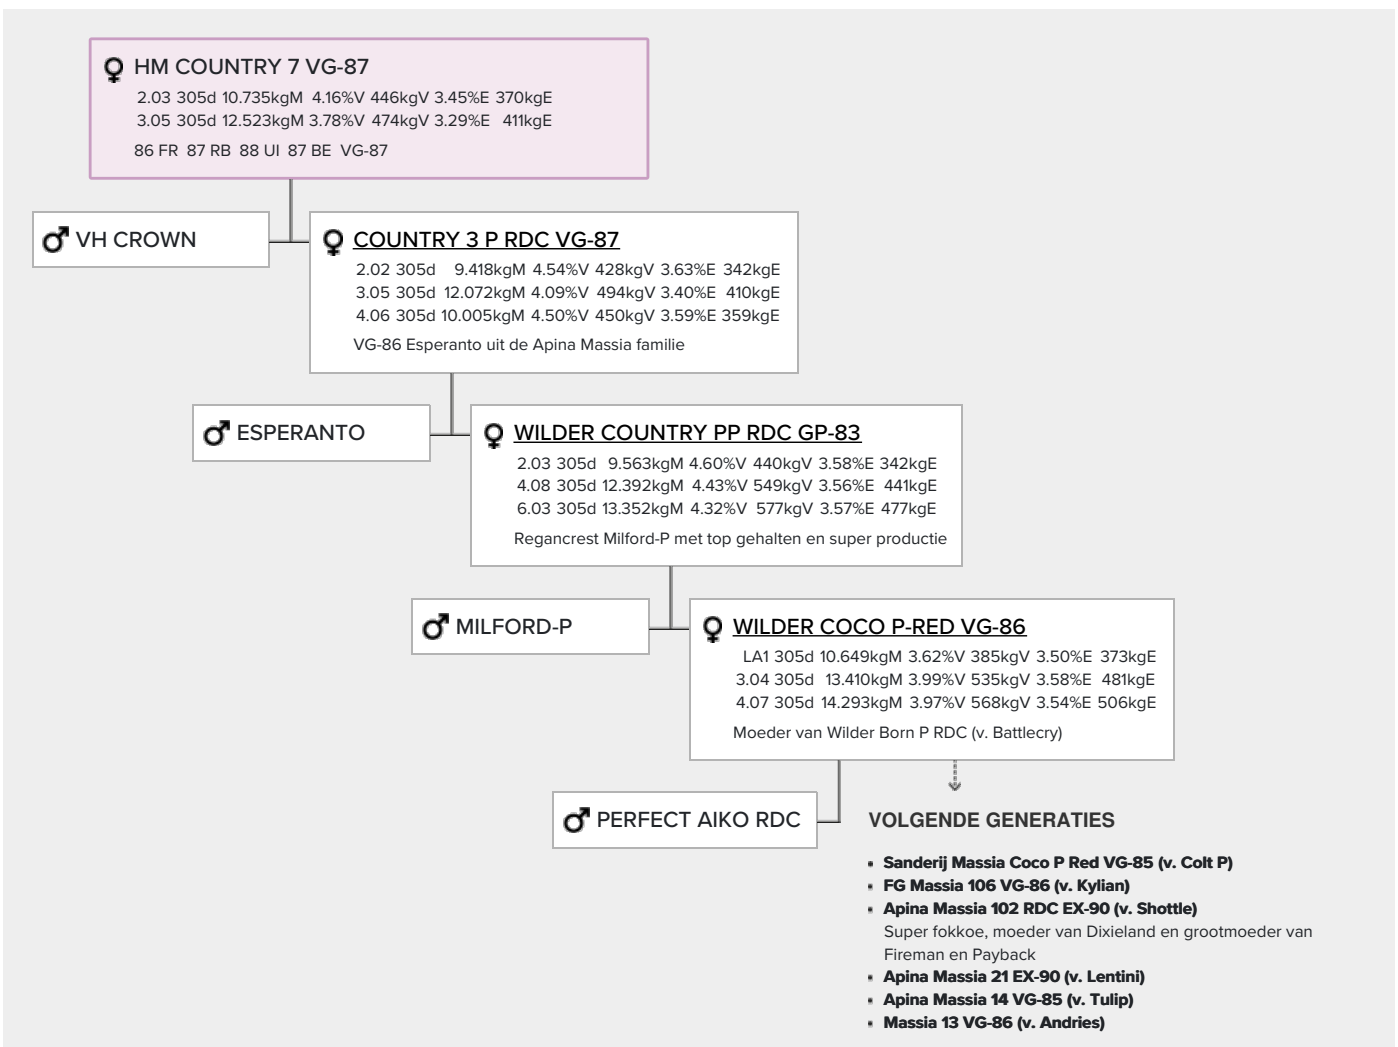 HM COUNTRY 7 VG-87
2.03 305d 10.735kgM 4.16%V 446kgV 3.45%E 370kgE
3.05 305d 12.523kgM 3.78%V 474kgV 3.29%E 411kgE
86 FR 87 RB 88 UI 87 BE VG-87
VH CROWN
COUNTRY 3 P RDC VG-87
2.02 305d 9.418kgM 4.54%V 428kgV 3.63%E 342kgE
3.05 305d 12.072kgM 4.09%V 494kgV 3.40%E 410kgE
4.06 305d 10.005kgM 4.50%V 450kgV 3.59%E 359kgE
VG-86 Esperanto uit de Apina Massia familie
ESPERANTO
WILDER COUNTRY PP RDC GP-83
2.03 305d 9.563kgM 4.60%V 440kgV 3.58%E 342kgE
4.08 305d 12.392kgM 4.43%V 549kgV 3.56%E 441kgE
6.03 305d 13.352kgM 4.32%V 577kgV 3.57%E 477kgE
Regancrest Milford-P met top gehalten en super productie
MILFORD-P
WILDER COCO P-RED VG-86
LA1 305d 10.649kgM 3.62%V 385kgV 3.50%E 373kgE
3.04 305d 13.410kgM 3.99%V 535kgV 3.58%E 481kgE
4.07 305d 14.293kgM 3.97%V 568kgV 3.54%E 506kgE
Moeder van Wilder Born P RDC (v. Battlecry)
PERFECT AIKO RDC
VOLGENDE GENERATIES
• Sanderij Massia Coco P Red VG-85 (v. Colt P)
• FG Massia 106 VG-86 (v. Kylian)
• Apina Massia 102 RDC EX-90 (v. Shottle)
Super fokkoe, moeder van Dixieland en grootmoeder van
Fireman en Payback
• Apina Massia 21 EX-90 (v. Lentini)
• Apina Massia 14 VG-85 (v. Tulip)
• Massia 13 VG-86 (v. Andries)